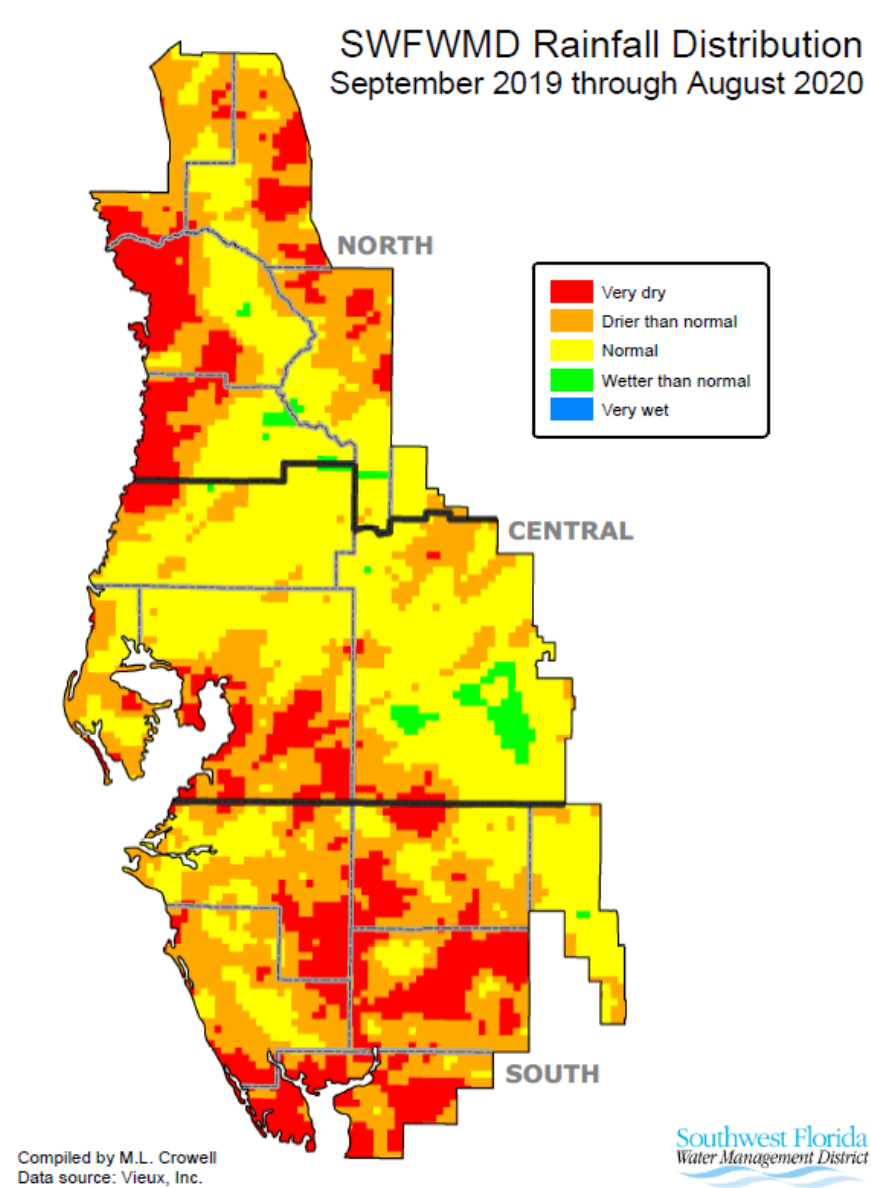 SWFWMD Rainfall Distribution
September 2019 through August 2020
NORTH
Very dry
Drier than normal
Normal
Wetter than normal
Very wet
CENTRAL
SOUTH
Compiled by M.L. Crowell
Data source: Vieux, Inc.
Southwest Florida
Water Management District